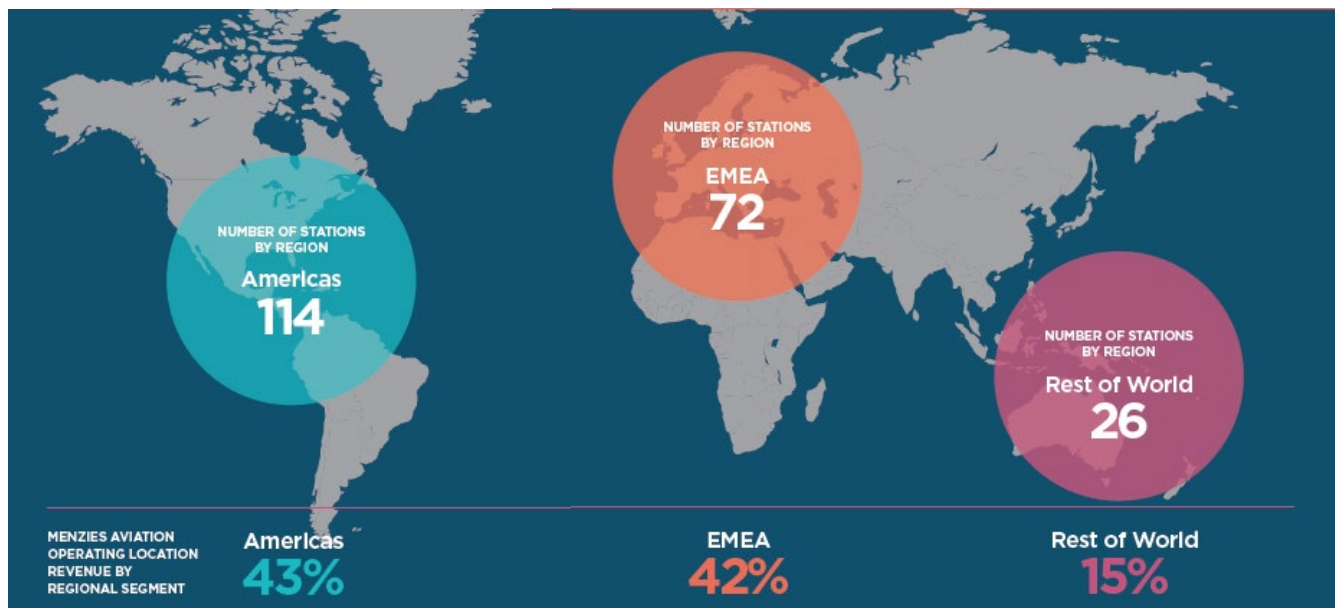 NUMBER OF STATIONS
BY REGION
Americas
114
NUMBER OF STATIONS
BY REGION
EMEA
72
NUMBER OF STATIONS
BY REGION
Rest of World
26
MENZIES AVIATION
OPERATING LOCATION
REVENUE BY
REGIONAL SEGMENT
Americas
43%
EMEA
42%
Rest of World
15%